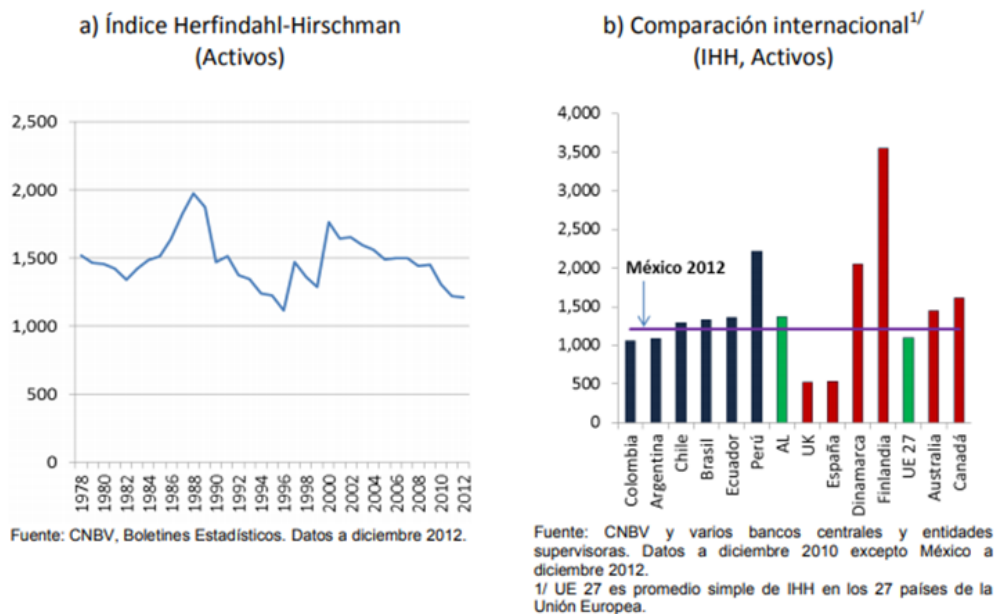 a) Índice Herfindahl-Hirschman
(Activos)
2,500
2,000
1,500
1,000
500
0
1978
1980
1982
1984
1986
1988
1990
1992
1994
1996
1998
2000
2002
2004
2006
2008
2010
2012
Fuente: CNBV, Boletines Estadísticos. Datos a diciembre 2012.
b) Comparación internacional1/
(IHH, Activos)
4,000
3,500
3,000
2,500
2,000
1,500
1,000
500
0
México 2012
Colombia
Argentina
Chile
Brasil
Ecuador
Perú
AL
UK
España
Dinamarca
Finlandia
UE 27
Australia
Canadá
Fuente: CNBV y varios bancos centrales y entidades
supervisoras. Datos a diciembre 2010 excepto México a
diciembre 2012.
1/ UE 27 es promedio simple de IHH en los 27 países de la
Unión Europea.